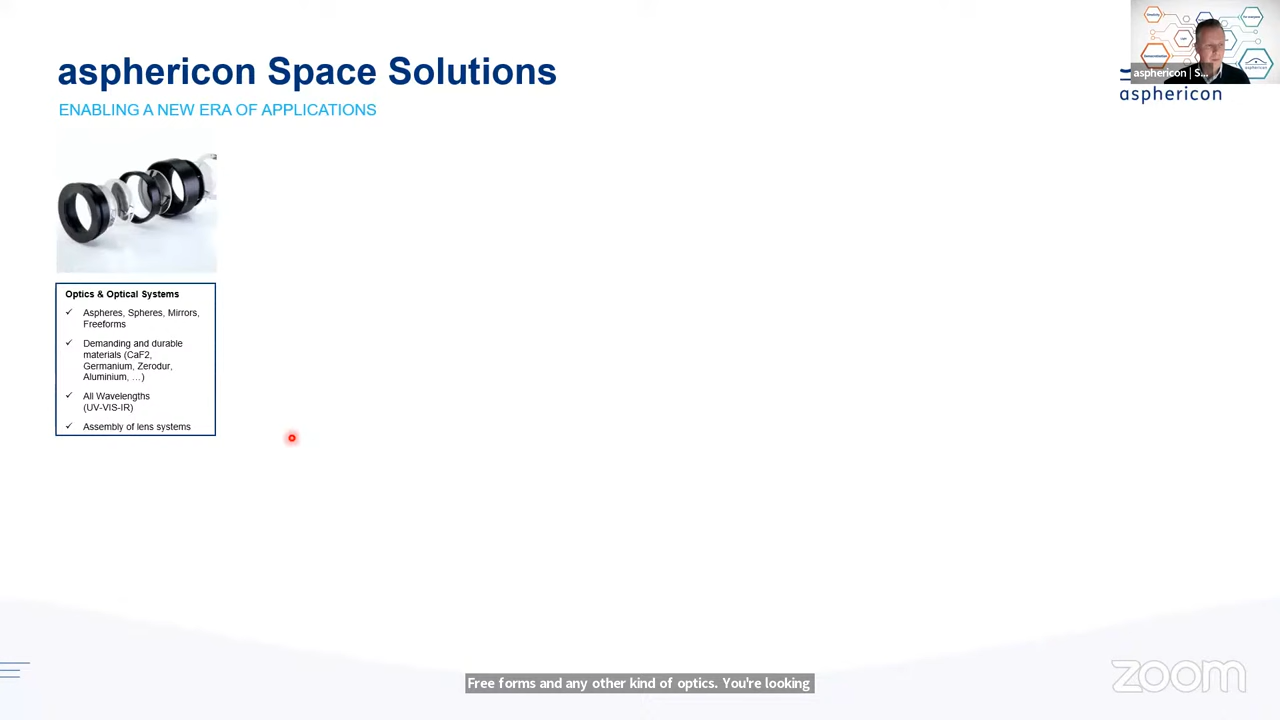 asphericon Space Solutions
ENABLING A NEW ERA OF APPLICATIONS
asphericon | S...
asphericon
Optics & Optical Systems
✓ Aspheres, Spheres, Mirrors,
Freeforms
✓ Demanding and durable
materials (CaF2,
Germanium, Zerodur,
Aluminium, …)
✓ All Wavelengths
(UV-VIS-IR)
✓ Assembly of lens systems
Free forms and any other kind of optics. You're looking
zoom